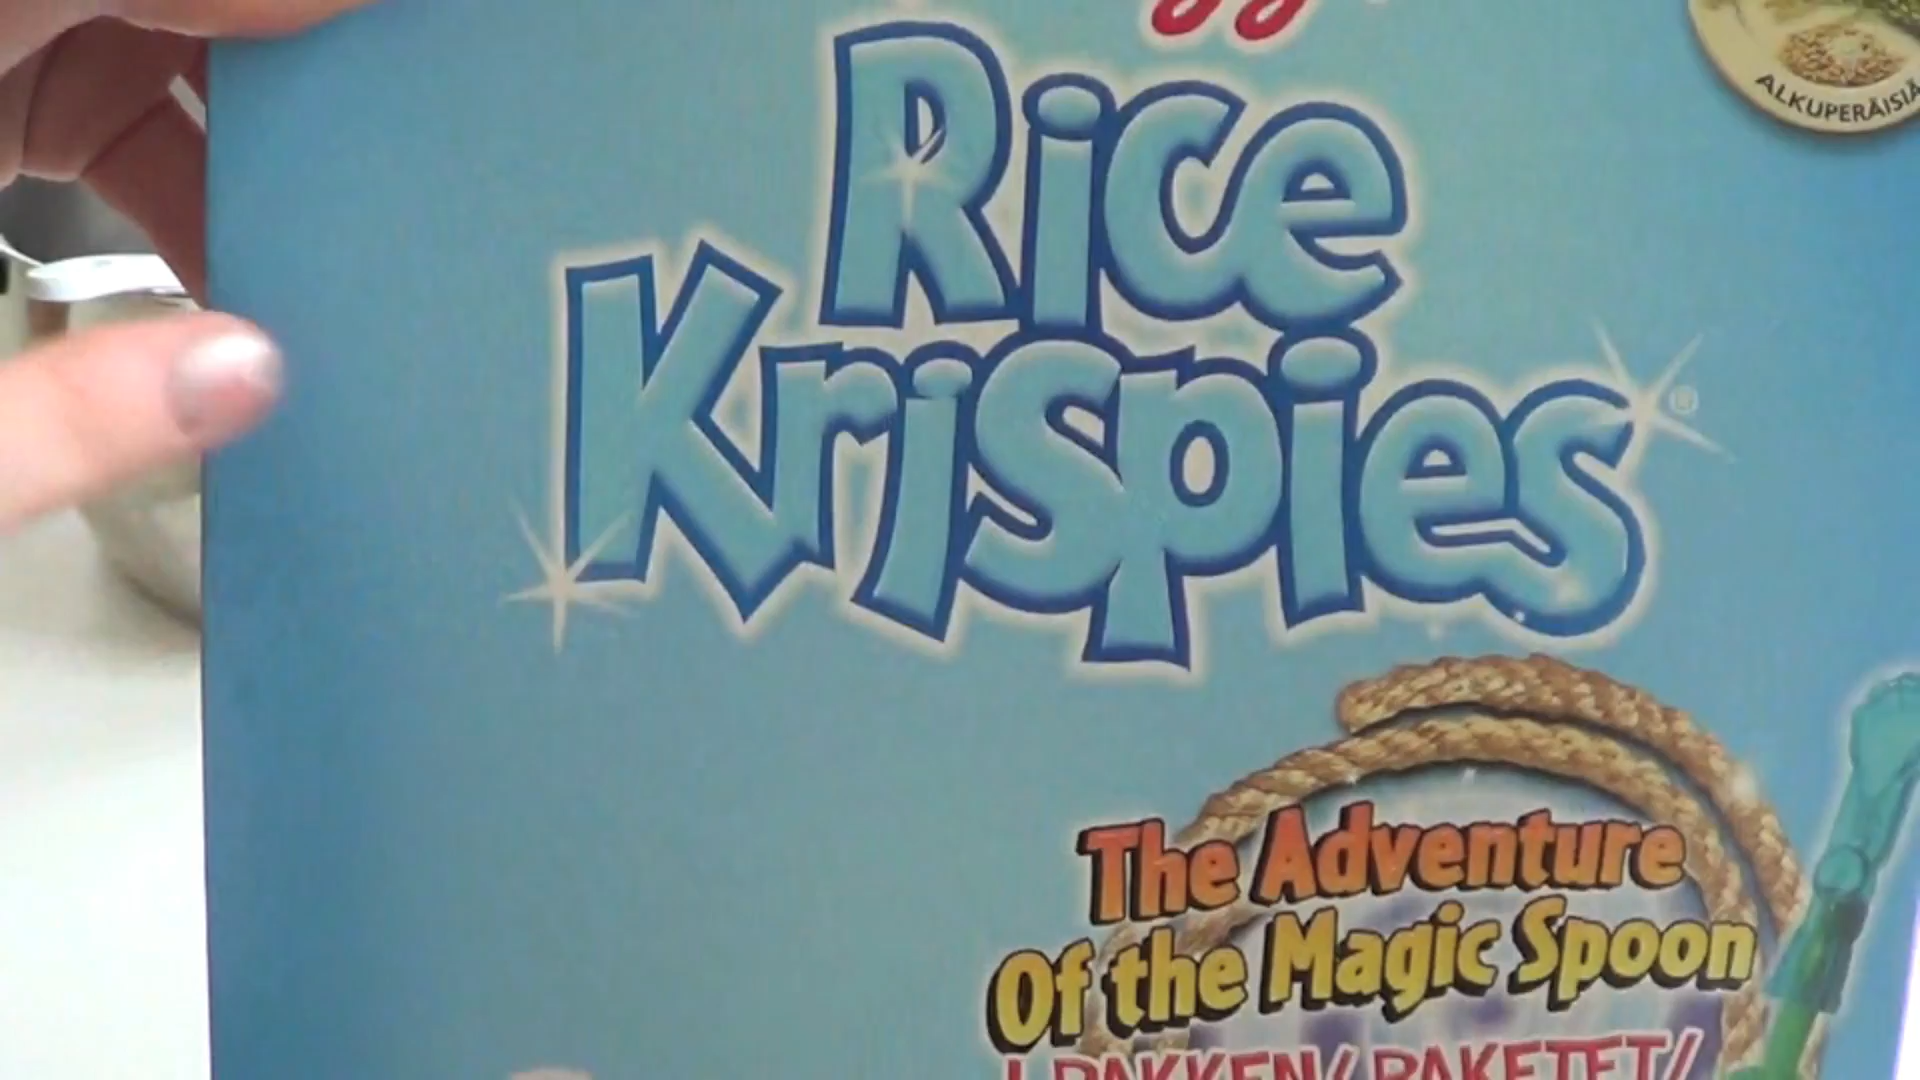 Rice
Krispies
®
ALKUPERÄISIÄ
The Adventure
Of the Magic Spoon
I PAKKEN/ PAKETET/